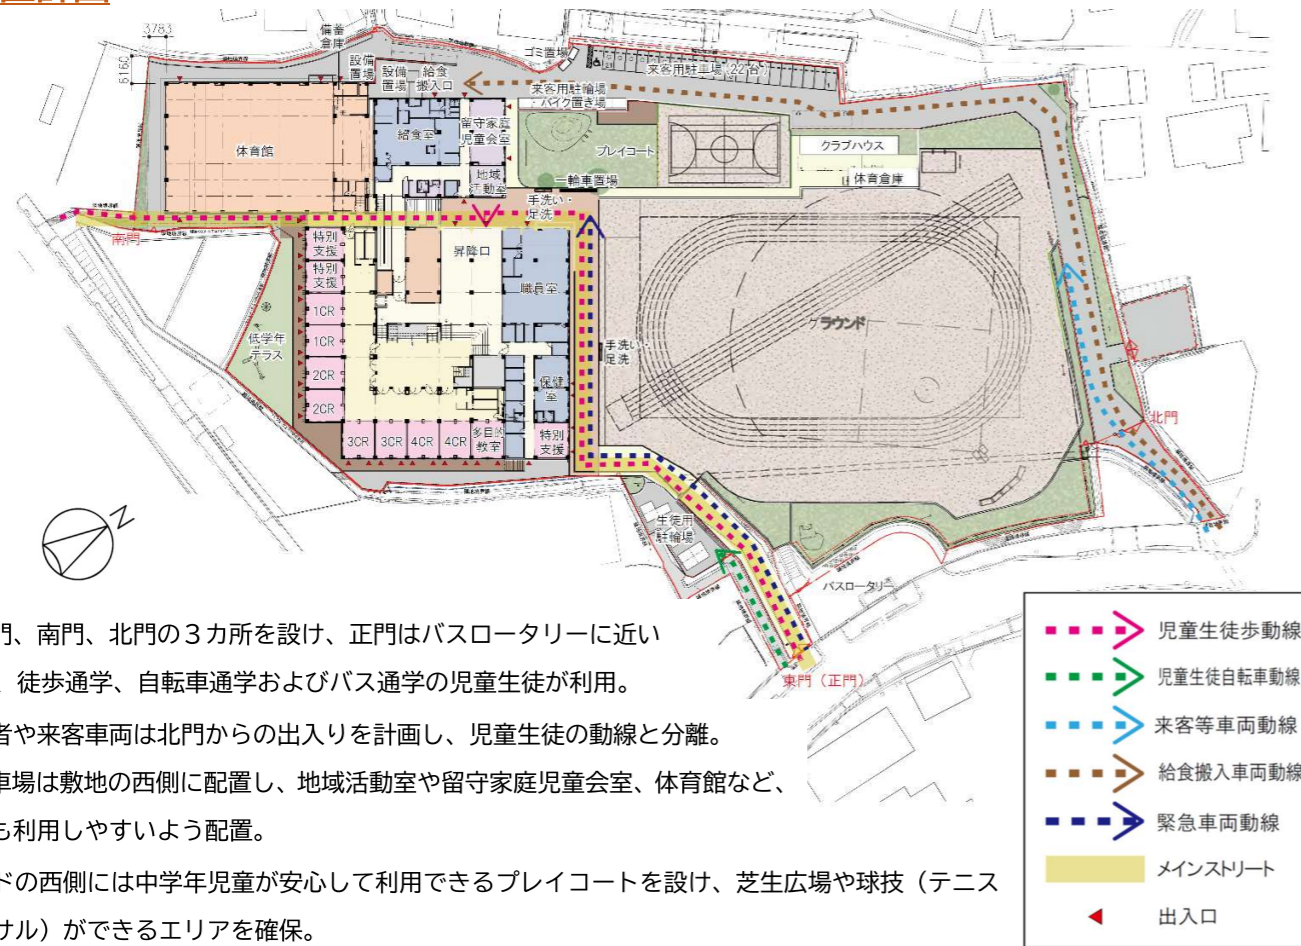 3783
6160
備蓄
倉庫
設備
置場
設備
置場
給食
搬入口
ゴミ置場
来客用駐車場(22台)
来客用駐輪場
・バイク置き場
体育館
給食室
留守家庭
児童会室
地域
活動室
プレイコート
クラブハウス
体育倉庫
一輪車置場
手洗い・
足洗
南門
特別
支援
特別
支援
1CR
1CR
2CR
2CR
昇降口
職員室
低学年
テラス
手洗い・
足洗
グラウンド
保健
室
3CR
3CR
4CR
4CR
多目的
教室
特別
支援
北門
生徒用
駐輪場
バスロータリー
東門(正門)
Z
門、南門、北門の3カ所を設け、正門はバスロータリーに近い
、徒歩通学、自転車通学およびバス通学の児童生徒が利用。
者や来客車両は北門からの出入りを計画し、児童生徒の動線と分離。
車場は敷地の西側に配置し、地域活動室や留守家庭児童会室、体育館など、
も利用しやすいよう配置。
ドの西側には中学年児童が安心して利用できるプレイコートを設け、芝生広場や球技(テニス
サル)ができるエリアを確保。
児童生徒歩動線
児童生徒自転車動線
来客等車両動線
給食搬入車両動線
緊急車両動線
メインストリート
出入口